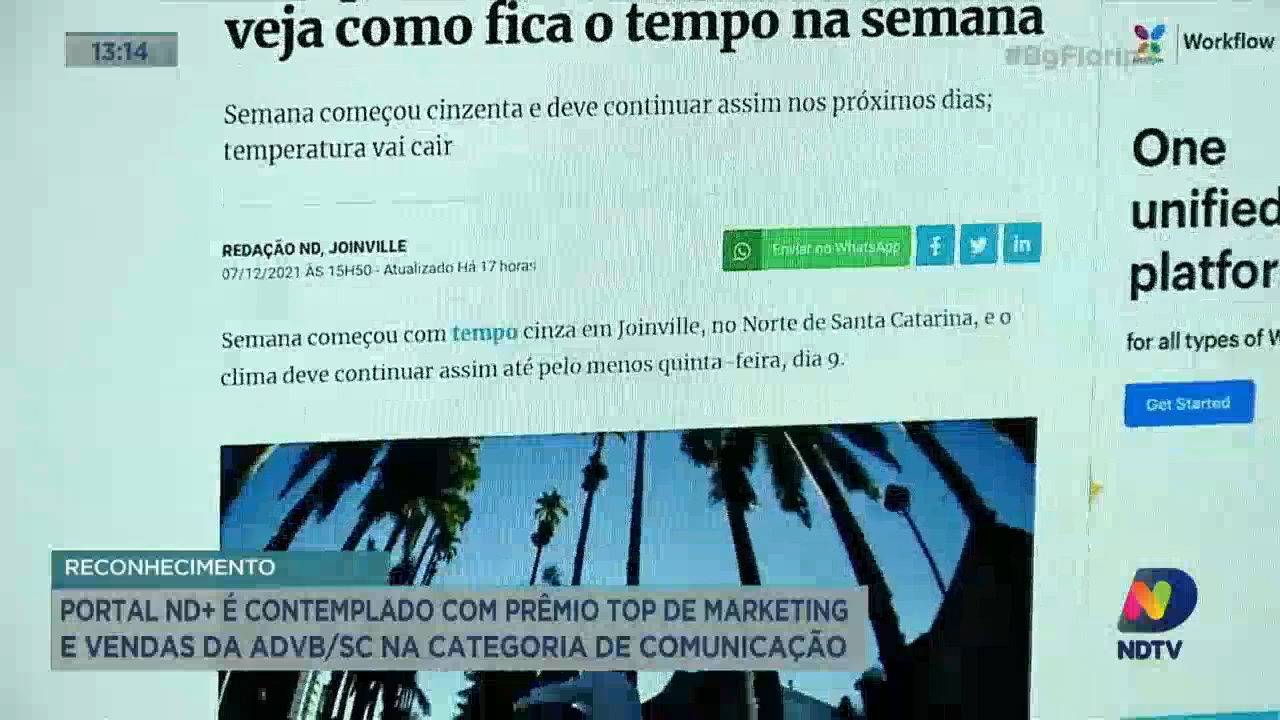 veja como fica o tempo na semana
13:14
Workflow
Semana começou cinzenta e deve continuar assim nos próximos dias;
temperatura vai cair
One
unified
platfor
REDAÇÃO ND, JOINVILLE
07/12/2021 ÀS 15H50 - Atualizado Há 17 horas
Enviar no WhatsApp
Semana começou com tempo cinza em Joinville, no Norte de Santa Catarina, e o
clima deve continuar assim até pelo menos quinta-feira, dia 9.
for all types of W
Get Started
RECONHECIMENTO
PORTAL ND+ É CONTEMPLADO COM PRÊMIO TOP DE MARKETING
E VENDAS DA ADVB/SC NA CATEGORIA DE COMUNICAÇÃO
NDTV